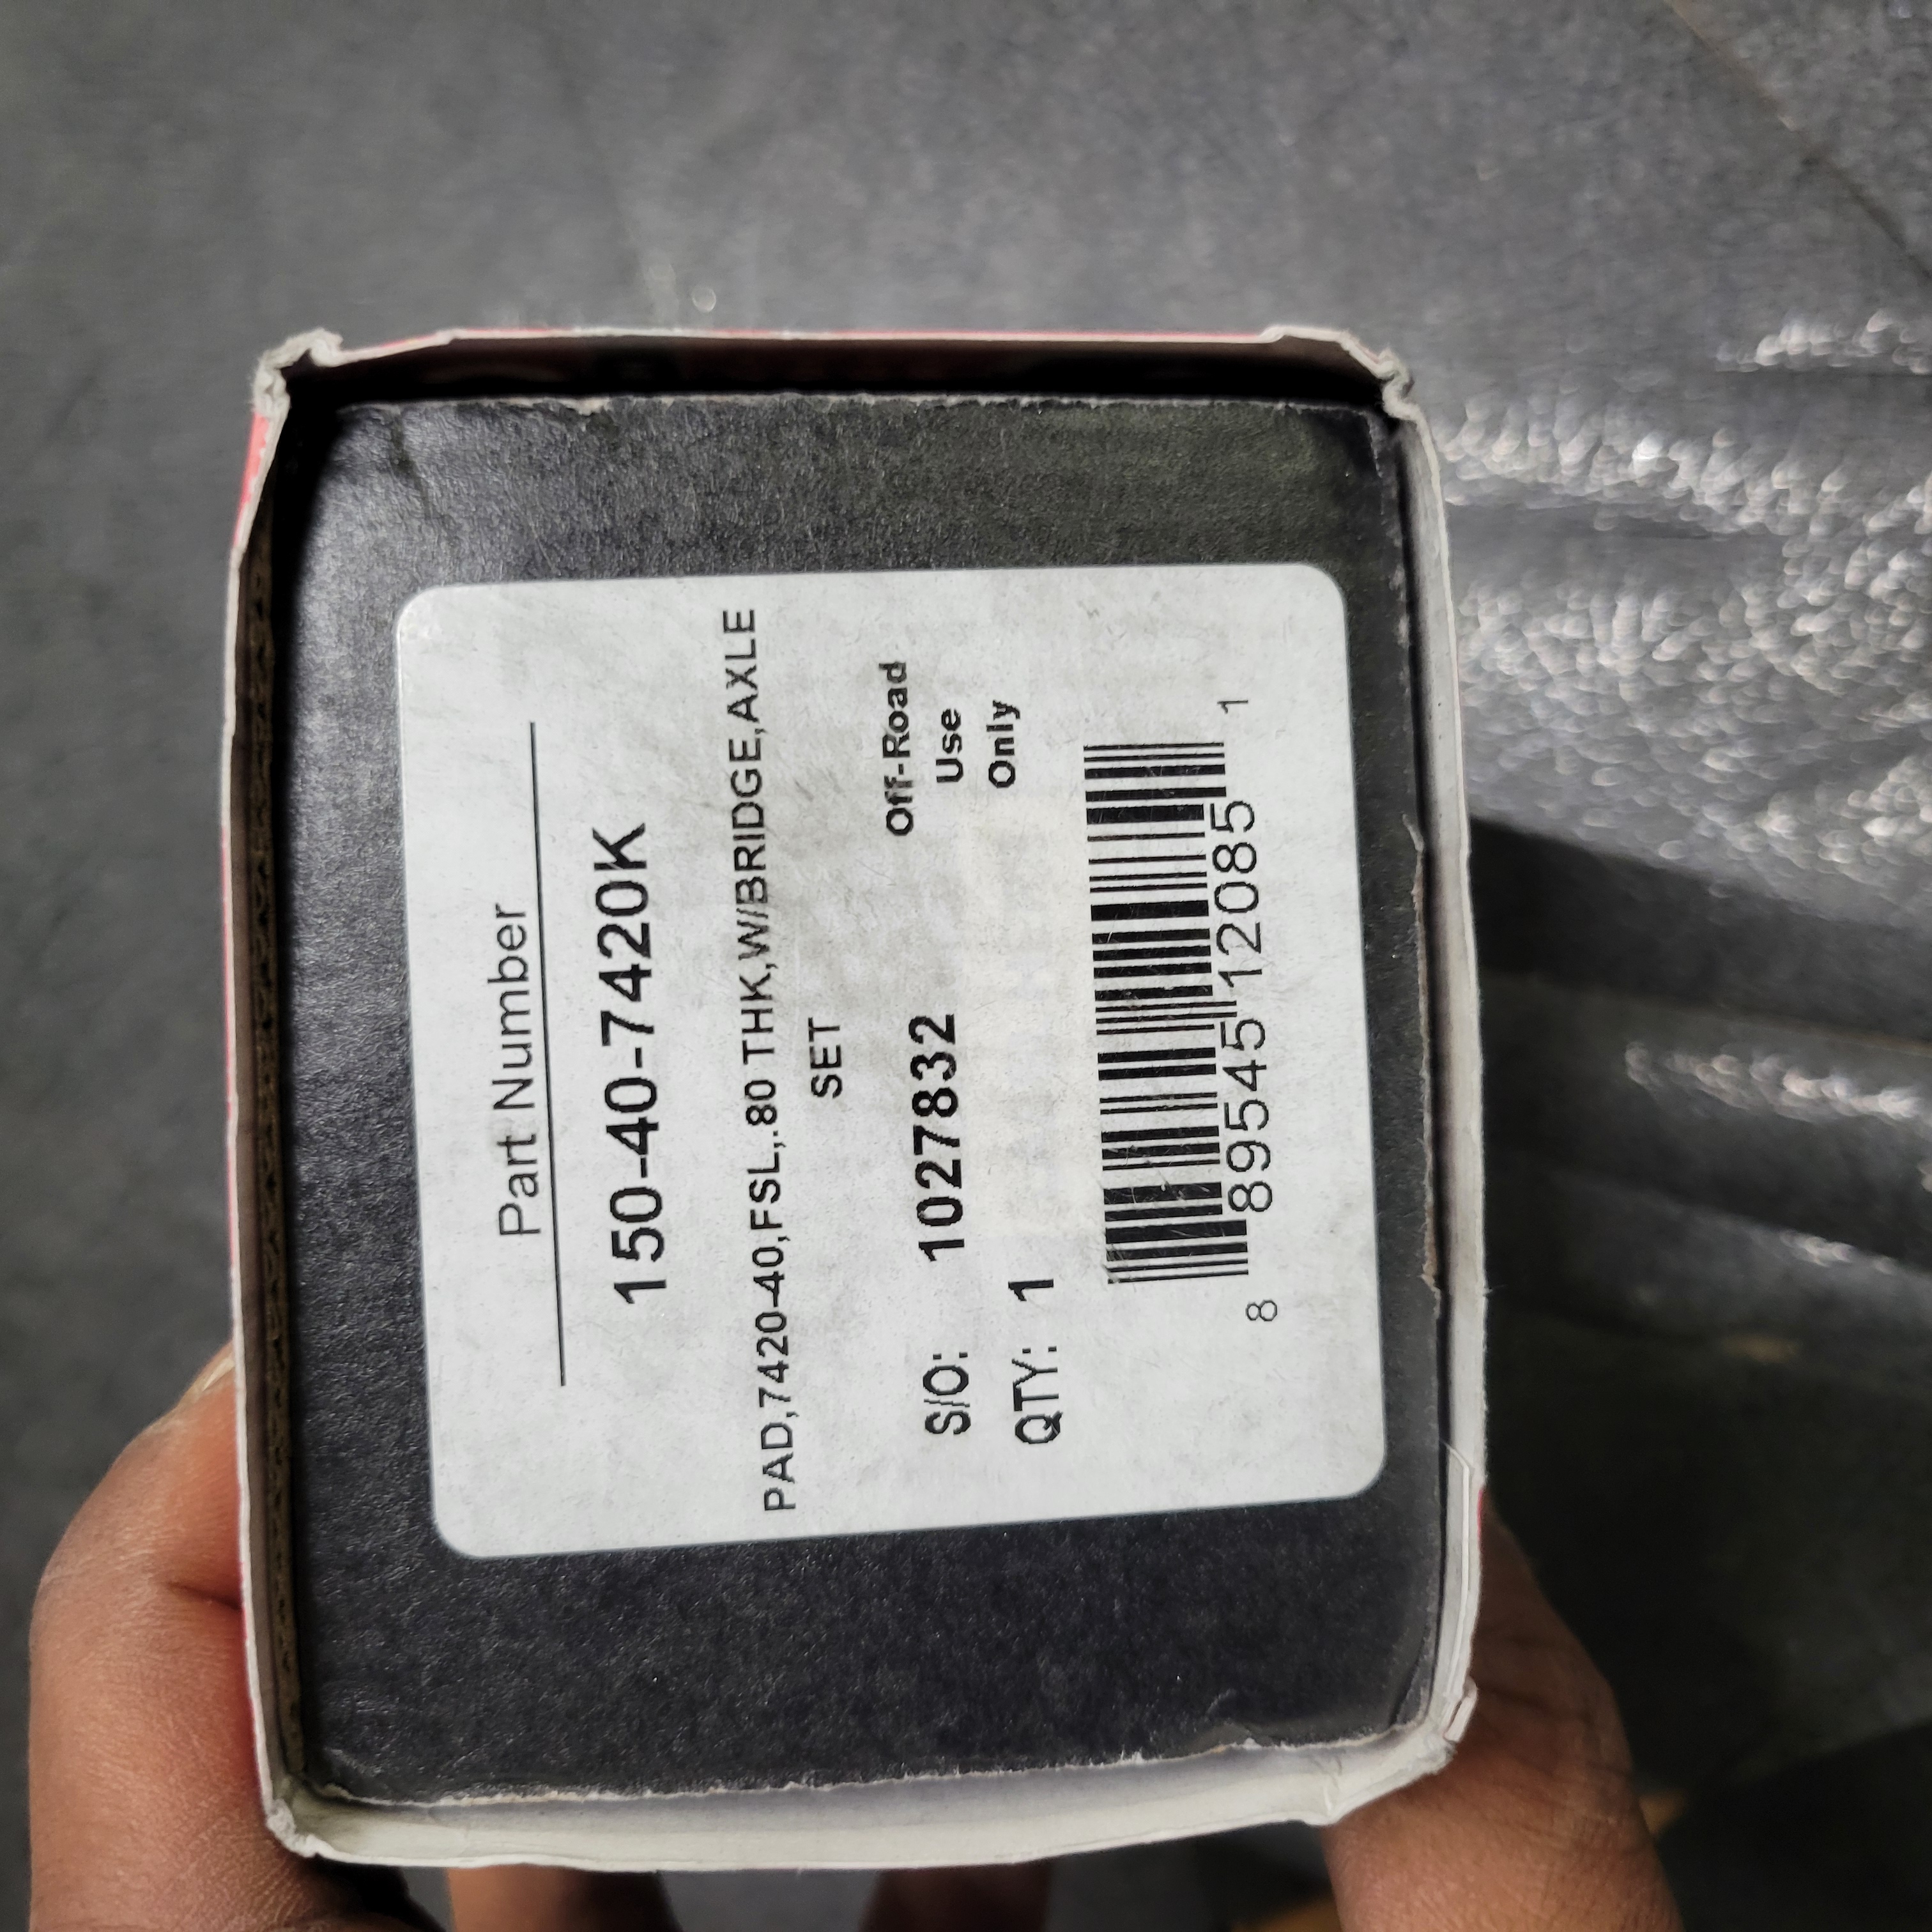 Part Number
150-40-7420K
PAD,7420-40,FSL,.80 THK,W/BRIDGE,AXLE
SET
Off-Road
Use
Only
S/O: 1027832
QTY: 1
8 89545 12085 1